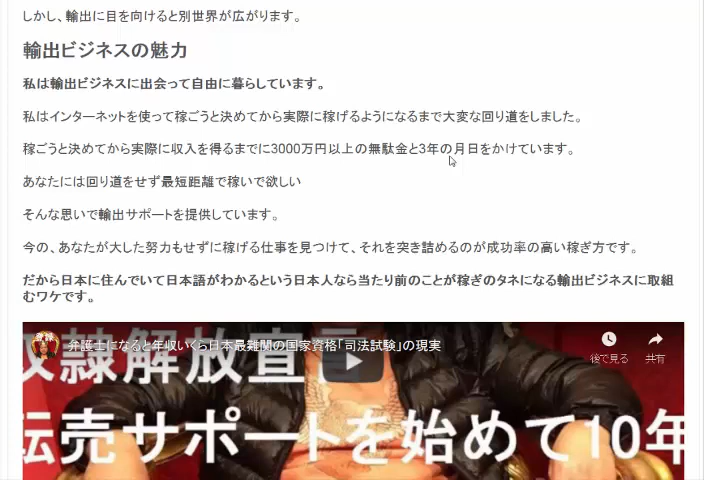 しかし、輸出に目を向けると別世界が広がります。
輸出ビジネスの魅力
私は輸出ビジネスに出会って自由に暮らしています。
私はインターネットを使って稼ごうと決めてから実際に稼げるようになるまで大変な回り道をしました。
稼ごうと決めてから実際に収入を得るまでに3000万円以上の無駄金と3年の月日をかけています。
あなたには回り道をせず最短距離で稼いで欲しい
そんな思いで輸出サポートを提供しています。
今の、あなたが大した努力もせずに稼げる仕事を見つけて、それを突き詰めるのが成功率の高い稼ぎ方です。
だから日本に住んでいて日本語がわかるという日本人なら当たり前のことが稼ぎのタネになる輸出ビジネスに取組
むワケです。
弁護士になると年収いくら日本最難関の国家資格「司法試験」の現実
後で見る 共有
奴隷解放宣言
転売サポートを始めて10年